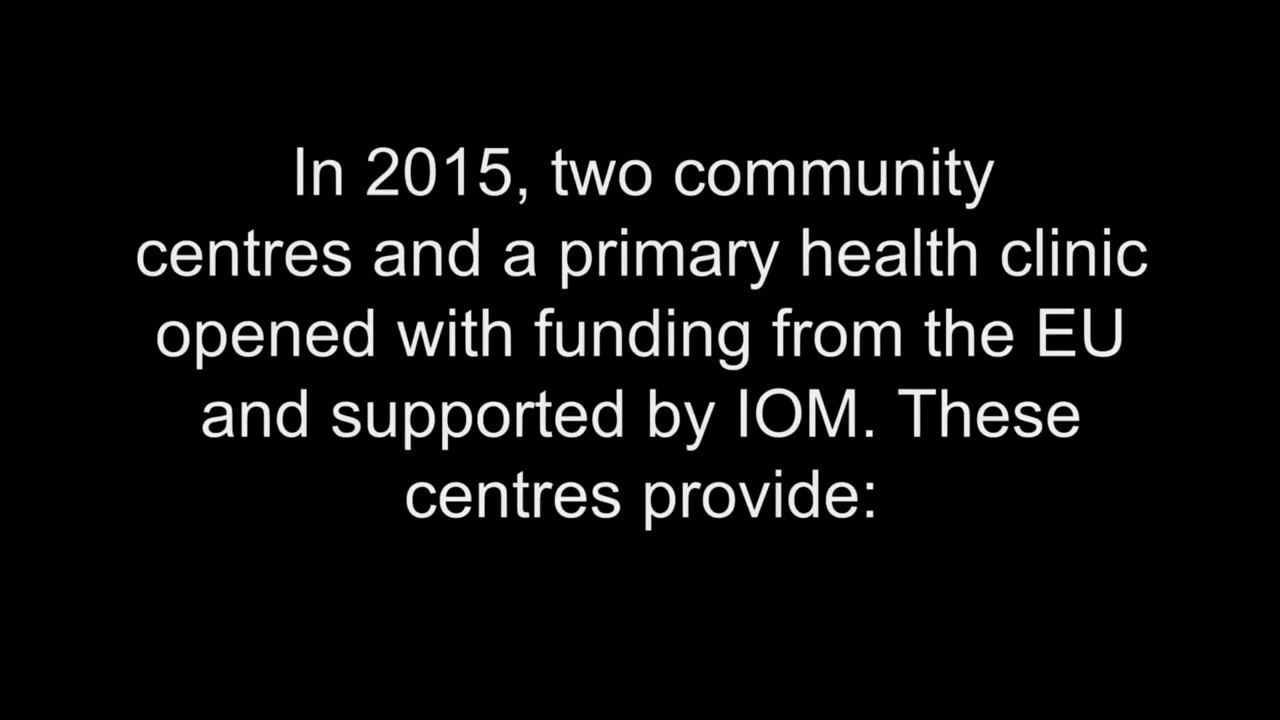 In 2015, two community
centres and a primary health clinic
opened with funding from the EU
and supported by IOM. These
centres provide: